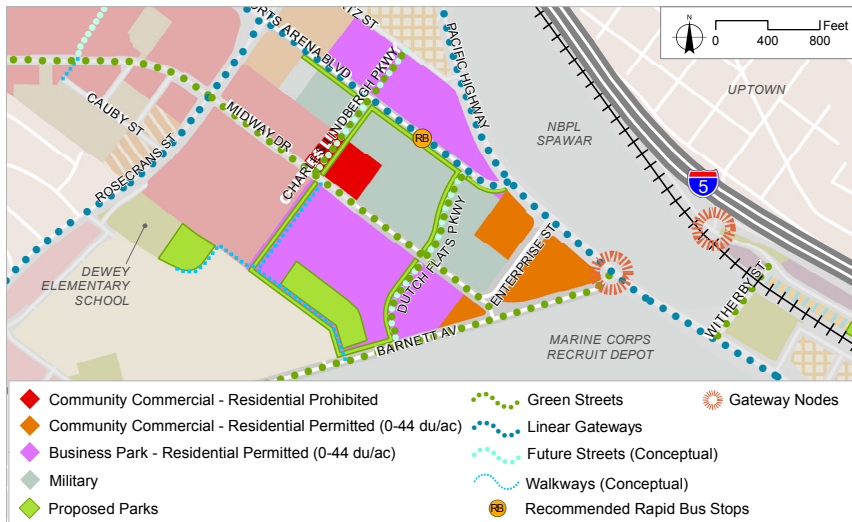 ORTS ARENA BLVD
TZ ST
PACIFIC HIGHWAY
N
Feet
0 400 800
UPTOWN
CAUBY ST
MIDWAY DR
CHARLES LINDBERGH PKWY
NBPL
SPAWAR
RB
ROSECRANS ST
5
DEWEY
ELEMENTARY
SCHOOL
DUTCH FLATS PKWY
ENTERPRISE ST
WITHERBY ST
BARNETT AV
MARINE CORPS
RECRUIT DEPOT
Community Commercial - Residential Prohibited
Community Commercial - Residential Permitted (0-44 du/ac)
Business Park - Residential Permitted (0-44 du/ac)
Military
Proposed Parks
Green Streets
Linear Gateways
Future Streets (Conceptual)
Walkways (Conceptual)
RB Recommended Rapid Bus Stops
Gateway Nodes